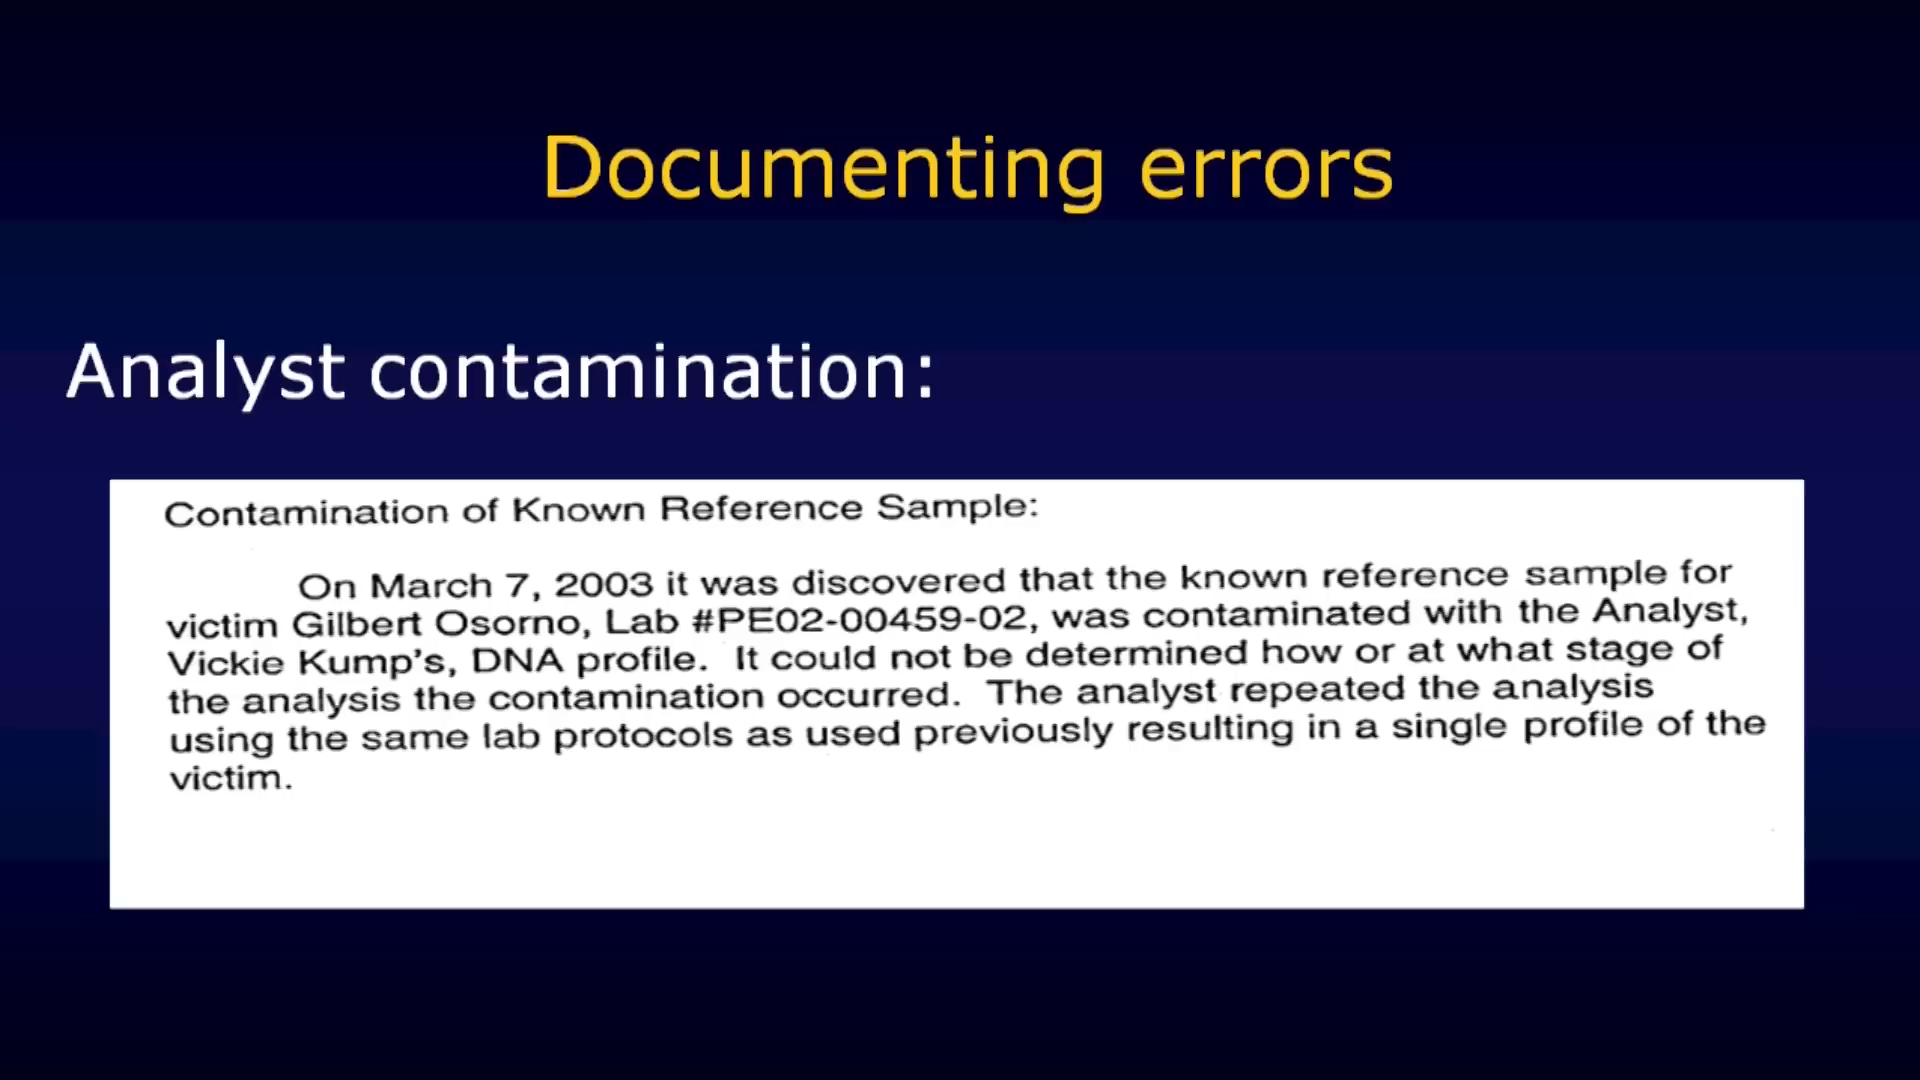 Documenting errors
Analyst contamination:
Contamination of Known Reference Sample:
On March 7, 2003 it was discovered that the known reference sample for
victim Gilbert Osorno, Lab #PE02-00459-02, was contaminated with the Analyst,
Vickie Kump's, DNA profile. It could not be determined how or at what stage of
the analysis the contamination occurred. The analyst repeated the analysis
using the same lab protocols as used previously resulting in a single profile of the
victim.